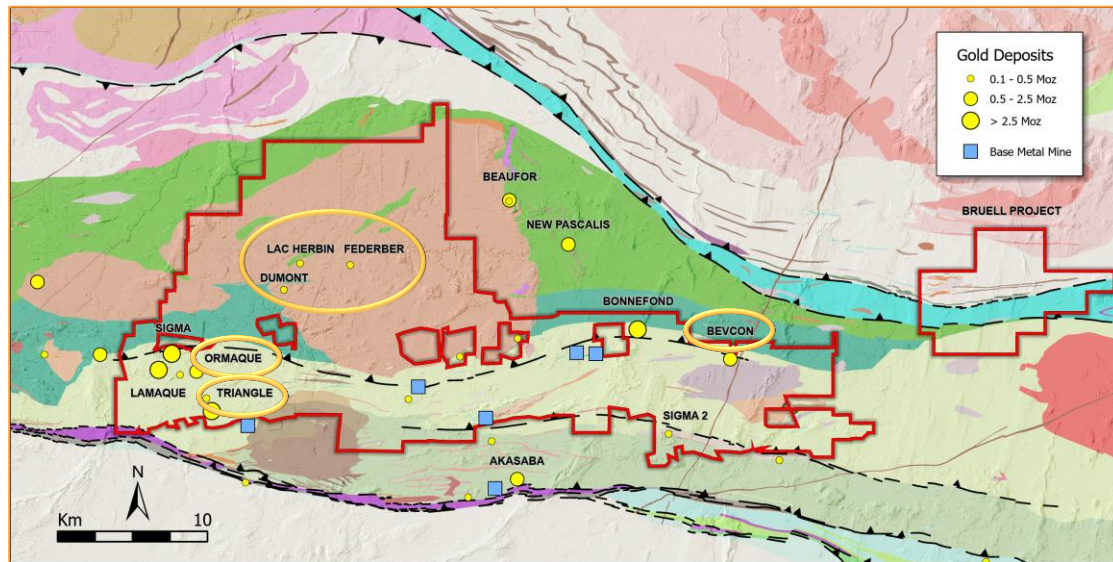 Gold Deposits
0.1 - 0.5 Moz
0.5 - 2.5 Moz
> 2.5 Moz
Base Metal Mine
BEAUFOR
BRUELL PROJECT
NEW PASCALIS
LAC HERBIN FEDERBER
DUMONT
BONNEFOND
SIGMA
BEVCON
ORMAQUE
LAMAQUE
TRIANGLE
SIGMA 2
AKASABA
N
Km 10